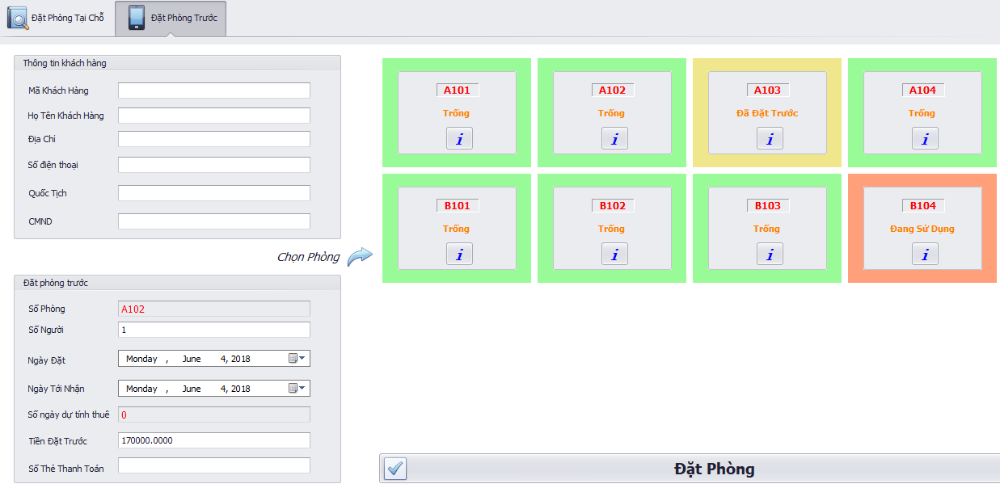 Đặt Phòng Tại Chỗ
Đặt Phòng Trước
Thông tin khách hàng
Mã Khách Hàng
Họ Tên Khách Hàng
Địa Chỉ
Số điện thoại
Quốc Tịch
CMND
Chọn Phòng
Đăt phòng trước
Số Phòng A102
Số Người 1
Ngày Đặt Monday , June 4, 2018
Ngày Tới Nhận Monday , June 4, 2018
Số ngày dự tính thuê 0
Tiền Đặt Trước 170000.0000
Số Thẻ Thanh Toán
A101
Trống
i
A102
Trống
i
A103
Đã Đặt Trước
i
A104
Trống
i
B101
Trống
i
B102
Trống
i
B103
Trống
i
B104
Đang Sử Dụng
i
Đặt Phòng